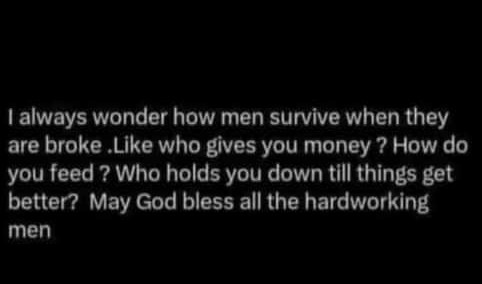 I always wonder how men survive when they
are broke .Like who gives you money ? How do
you feed ? Who holds you down till things get
better?  May God bless all the hardworking
men